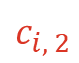 c_{i, 2}